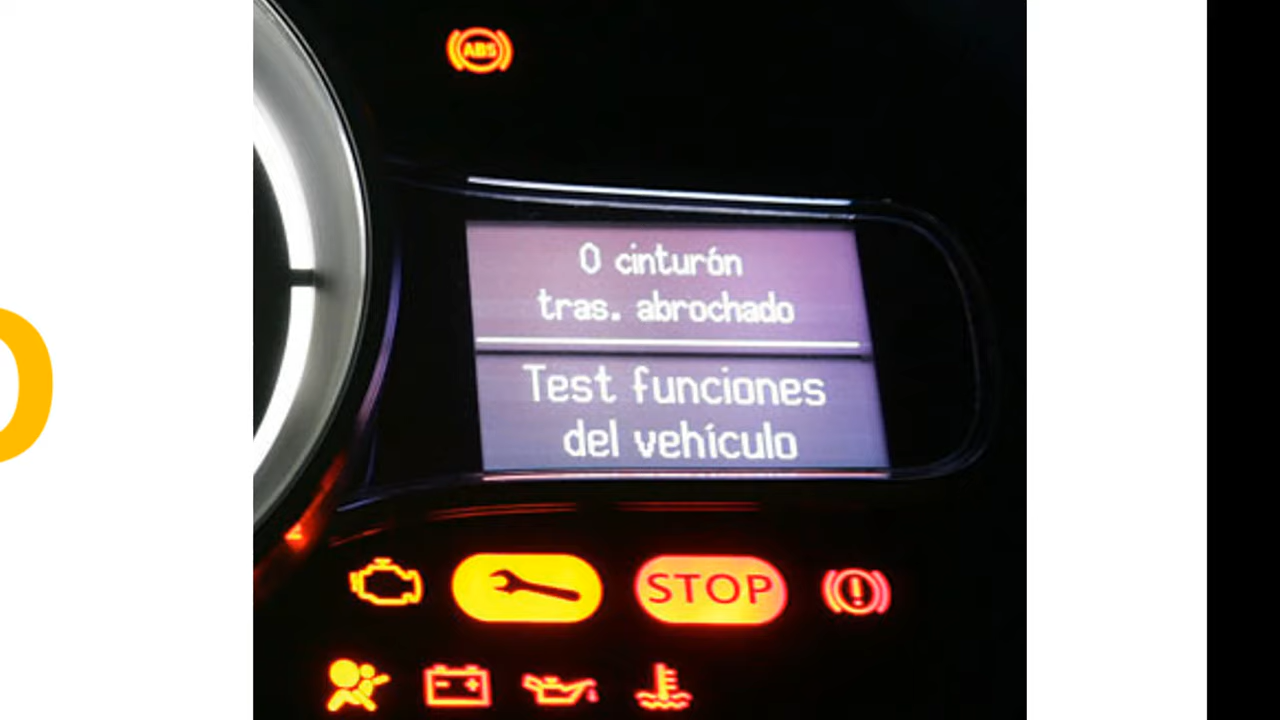 ABS
0 cinturón
tras. abrochado
Test funciones
del vehículo
STOP